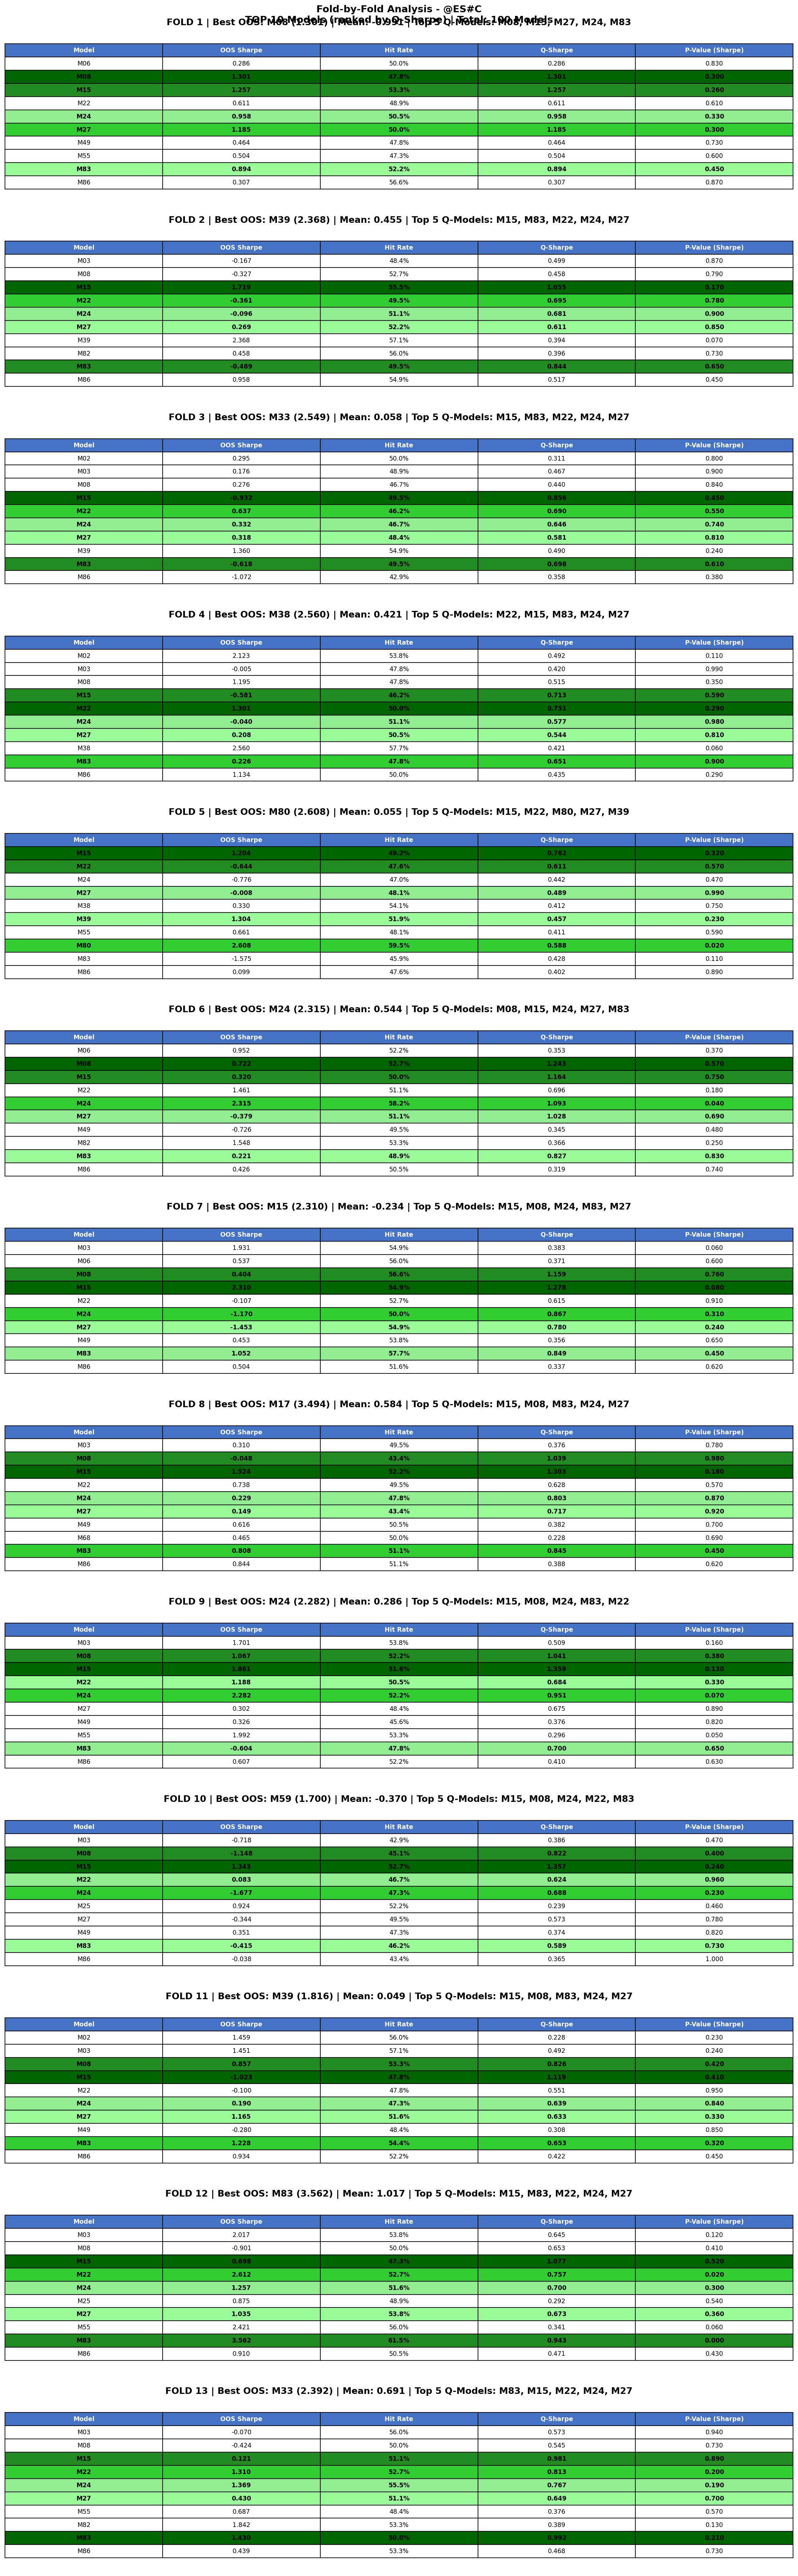 Fold-by-Fold Analysis - @ES#C
TOP 10 Models (ranked by Q-Sharpe) | Total: 100 Models
FOLD 1 | Best OOS: M08 (1.301) | Mean: | Top 5 Q-Models: M08, M15, M27, M24, M83
Model OOS Sharpe Hit Rate Q-Sharpe P-Value (Sharpe)
M06 0.286 50.0% 0.286 0.830
M08 1.301 47.8% 1.301 0.300
M15 1.257 53.3% 1.257 0.260
M22 0.611 48.9% 0.611 0.610
M24 0.958 50.5% 0.958 0.330
M27 1.185 50.0% 1.185 0.300
M49 0.464 47.8% 0.464 0.730
M55 0.504 47.3% 0.504 0.600
M83 0.894 52.2% 0.894 0.450
M86 0.307 56.6% 0.307 0.870
FOLD 2 | Best OOS: M39 (2.368) | Mean: 0.455 | Top 5 Q-Models: M15, M83, M22, M24, M27
Model OOS Sharpe Hit Rate Q-Sharpe P-Value (Sharpe)
M03 -0.167 48.4% 0.499 0.870
M08 -0.327 52.7% 0.458 0.790
M15 1.719 55.5% 1.055 0.170
M22 -0.361 49.5% 0.695 0.780
M24 -0.096 51.1% 0.681 0.900
M27 0.269 52.2% 0.611 0.850
M39 2.368 57.1% 0.394 0.070
M82 0.458 56.0% 0.396 0.730
M83 -0.489 49.5% 0.844 0.650
M86 0.958 54.9% 0.517 0.450
FOLD 3 | Best OOS: M33 (2.549) | Mean: 0.058 | Top 5 Q-Models: M15, M83, M22, M24, M27
Model OOS Sharpe Hit Rate Q-Sharpe P-Value (Sharpe)
M02 0.295 50.0% 0.311 0.800
M03 0.176 48.9% 0.467 0.900
M08 0.276 46.7% 0.440 0.840
M15 -0.932 49.5% 0.856 0.450
M22 0.637 46.2% 0.690 0.550
M24 0.332 46.7% 0.646 0.740
M27 0.318 48.4% 0.581 0.810
M39 1.360 54.9% 0.490 0.240
M83 -0.618 49.5% 0.698 0.610
M86 -1.072 42.9% 0.358 0.380
FOLD 4 | Best OOS: M38 (2.560) | Mean: 0.421 | Top 5 Q-Models: M22, M15, M83, M24, M27
Model OOS Sharpe Hit Rate Q-Sharpe P-Value (Sharpe)
M02 2.123 53.8% 0.492 0.110
M03 -0.005 47.8% 0.420 0.990
M08 1.195 47.8% 0.515 0.350
M15 -0.581 46.2% 0.713 0.590
M22 1.301 50.0% 0.751 0.290
M24 -0.040 51.1% 0.577 0.980
M27 0.208 50.5% 0.544 0.810
M38 2.560 57.7% 0.421 0.060
M83 0.226 47.8% 0.651 0.900
M86 1.134 50.0% 0.435 0.290
FOLD 5 | Best OOS: M80 (2.608) | Mean: 0.055 | Top 5 Q-Models: M15, M22, M80, M27, M39
Model OOS Sharpe Hit Rate Q-Sharpe P-Value (Sharpe)
M15 1.204 49.2% 0.782 0.320
M22 -0.644 47.6% 0.611 0.570
M24 -0.776 47.0% 0.442 0.470
M27 -0.008 48.1% 0.489 0.990
M38 0.330 54.1% 0.412 0.750
M39 1.304 51.9% 0.457 0.230
M55 0.661 48.1% 0.411 0.590
M80 2.608 59.5% 0.588 0.020
M83 -1.575 45.9% 0.428 0.110
M86 0.099 47.6% 0.402 0.890
FOLD 6 | Best OOS: M24 (2.315) | Mean: 0.544 | Top 5 Q-Models: M08, M15, M24, M27, M83
Model OOS Sharpe Hit Rate Q-Sharpe P-Value (Sharpe)
M06 0.952 52.2% 0.353 0.370
M08 0.722 52.7% 1.243 0.570
M15 0.320 50.0% 1.164 0.750
M22 1.461 51.1% 0.696 0.180
M24 2.315 58.2% 1.093 0.040
M27 -0.379 51.1% 1.028 0.690
M49 -0.726 49.5% 0.345 0.480
M82 1.548 53.3% 0.366 0.250
M83 0.221 48.9% 0.827 0.830
M86 0.426 50.5% 0.319 0.740
FOLD 7 | Best OOS: M15 (2.310) | Mean: -0.234 | Top 5 Q-Models: M15, M08, M24, M83, M27
Model OOS Sharpe Hit Rate Q-Sharpe P-Value (Sharpe)
M03 1.931 54.9% 0.383 0.060
M06 0.537 56.0% 0.371 0.600
M08 0.404 56.6% 1.159 0.760
M15 2.310 54.9% 1.278 0.080
M22 -0.107 52.7% 0.615 0.910
M24 -1.170 50.0% 0.867 0.310
M27 -1.453 54.9% 0.780 0.240
M49 0.453 53.8% 0.356 0.650
M83 1.052 57.7% 0.849 0.450
M86 0.504 51.6% 0.337 0.620
FOLD 8 | Best OOS: M17 (3.494) | Mean: 0.584 | Top 5 Q-Models: M15, M08, M83, M24, M27
Model OOS Sharpe Hit Rate Q-Sharpe P-Value (Sharpe)
M03 0.310 49.5% 0.376 0.780
M08 -0.048 43.4% 1.039 0.980
M15 1.924 52.2% 1.305 0.180
M22 0.738 49.5% 0.628 0.570
M24 0.229 47.8% 0.803 0.870
M27 0.149 43.4% 0.717 0.920
M49 0.616 50.5% 0.382 0.700
M68 0.465 50.0% 0.228 0.690
M83 0.808 51.1% 0.845 0.450
M86 0.844 51.1% 0.388 0.620
FOLD 9 | Best OOS: M24 (2.282) | Mean: 0.286 | Top 5 Q-Models: M15, M08, M24, M83, M22
Model OOS Sharpe Hit Rate Q-Sharpe P-Value (Sharpe)
M03 1.701 53.8% 0.509 0.160
M08 1.067 52.2% 1.041 0.380
M15 1.861 51.6% 1.359 0.130
M22 1.188 50.5% 0.684 0.330
M24 2.282 52.2% 0.951 0.070
M27 0.302 48.4% 0.675 0.890
M49 0.326 45.6% 0.376 0.820
M55 1.992 53.3% 0.296 0.050
M83 -0.604 47.8% 0.700 0.650
M86 0.607 52.2% 0.410 0.630
FOLD 10 | Best OOS: M59 (1.700) | Mean: -0.370 | Top 5 Q-Models: M15, M08, M24, M22, M83
Model OOS Sharpe Hit Rate Q-Sharpe P-Value (Sharpe)
M03 -0.718 42.9% 0.386 0.470
M08 -1.148 45.1% 0.822 0.400
M15 1.343 52.7% 1.357 0.240
M22 0.083 46.7% 0.624 0.960
M24 -1.677 47.3% 0.688 0.230
M25 0.924 52.2% 0.239 0.460
M27 -0.344 49.5% 0.573 0.780
M49 0.351 47.3% 0.374 0.820
M83 -0.415 46.2% 0.589 0.730
M86 -0.038 43.4% 0.365 1.000
FOLD 11 | Best OOS: M39 (1.816) | Mean: 0.049 | Top 5 Q-Models: M15, M08, M83, M24, M27
Model OOS Sharpe Hit Rate Q-Sharpe P-Value (Sharpe)
M02 1.459 56.0% 0.228 0.230
M03 1.451 57.1% 0.492 0.240
M08 0.857 53.3% 0.826 0.420
M15 -1.023 47.8% 1.119 0.410
M22 -0.100 47.8% 0.551 0.950
M24 0.190 47.3% 0.639 0.840
M27 1.165 51.6% 0.633 0.330
M49 -0.280 48.4% 0.308 0.850
M83 1.228 54.4% 0.653 0.320
M86 0.934 52.2% 0.422 0.450
FOLD 12 | Best OOS: M83 (3.562) | Mean: 1.017 | Top 5 Q-Models: M15, M83, M22, M24, M27
Model OOS Sharpe Hit Rate Q-Sharpe P-Value (Sharpe)
M03 2.017 53.8% 0.645 0.120
M08 -0.901 50.0% 0.653 0.410
M15 0.698 47.3% 1.077 0.520
M22 2.612 52.7% 0.757 0.020
M24 1.257 51.6% 0.700 0.300
M25 0.875 48.9% 0.292 0.540
M27 1.035 53.8% 0.673 0.360
M55 2.421 56.0% 0.341 0.060
M83 3.562 61.5% 0.943 0.000
M86 0.910 50.5% 0.471 0.430
FOLD 13 | Best OOS: M33 (2.392) | Mean: 0.691 | Top 5 Q-Models: M83, M15, M22, M24, M27
Model OOS Sharpe Hit Rate Q-Sharpe P-Value (Sharpe)
M03 -0.070 56.0% 0.573 0.940
M08 -0.424 50.0% 0.545 0.730
M15 0.121 51.1% 0.981 0.890
M22 1.310 52.7% 0.813 0.200
M24 1.369 55.5% 0.767 0.190
M27 0.430 51.1% 0.649 0.700
M55 0.687 48.4% 0.376 0.570
M82 1.842 53.3% 0.389 0.130
M83 1.430 50.0% 0.992 0.210
M86 0.439 53.3% 0.468 0.730